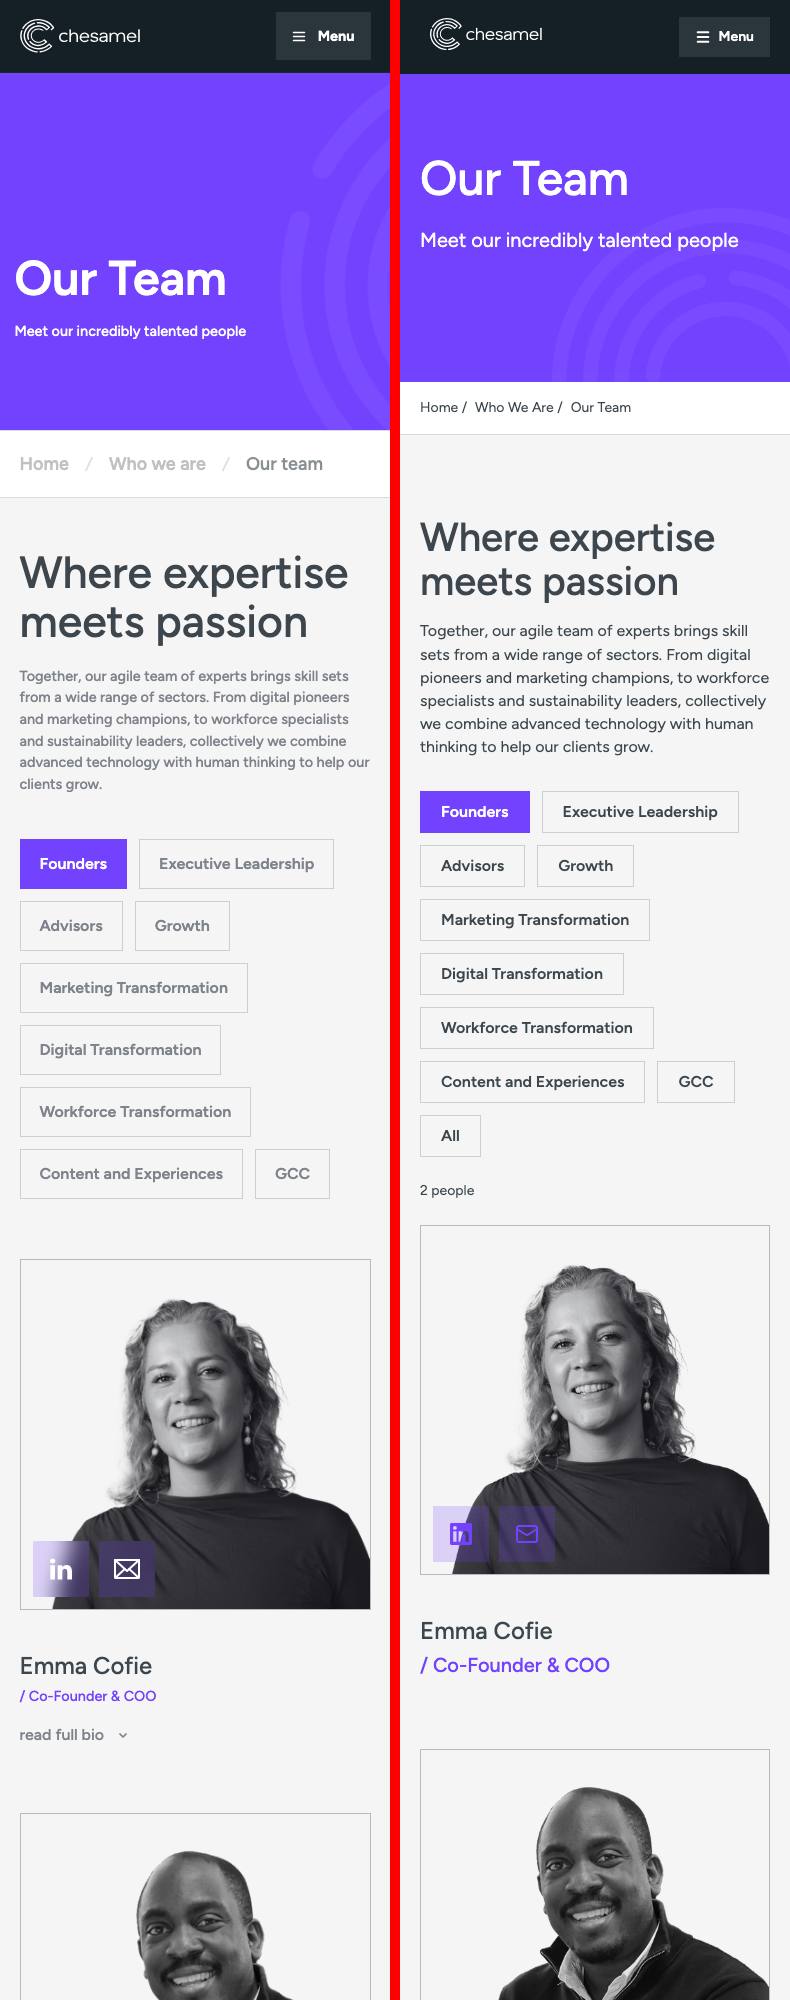 chesamel
Menu
Our Team
Meet our incredibly talented people
Home / Who we are / Our team
Where expertise
meets passion
Together, our agile team of experts brings skill sets
from a wide range of sectors. From digital pioneers
and marketing champions, to workforce specialists
and sustainability leaders, collectively we combine
advanced technology with human thinking to help our
clients grow.
Founders
Executive Leadership
Advisors
Growth
Marketing Transformation
Digital Transformation
Workforce Transformation
Content and Experiences
GCC
in
Emma Cofie
/ Co-Founder & COO
read full bio
chesamel
Menu
Our Team
Meet our incredibly talented people
Home / Who We Are / Our Team
Where expertise
meets passion
Together, our agile team of experts brings skill
sets from a wide range of sectors. From digital
pioneers and marketing champions, to workforce
specialists and sustainability leaders, collectively
we combine advanced technology with human
thinking to help our clients grow.
Founders
Executive Leadership
Advisors
Growth
Marketing Transformation
Digital Transformation
Workforce Transformation
Content and Experiences
GCC
All
2 people
in
Emma Cofie
/ Co-Founder & COO